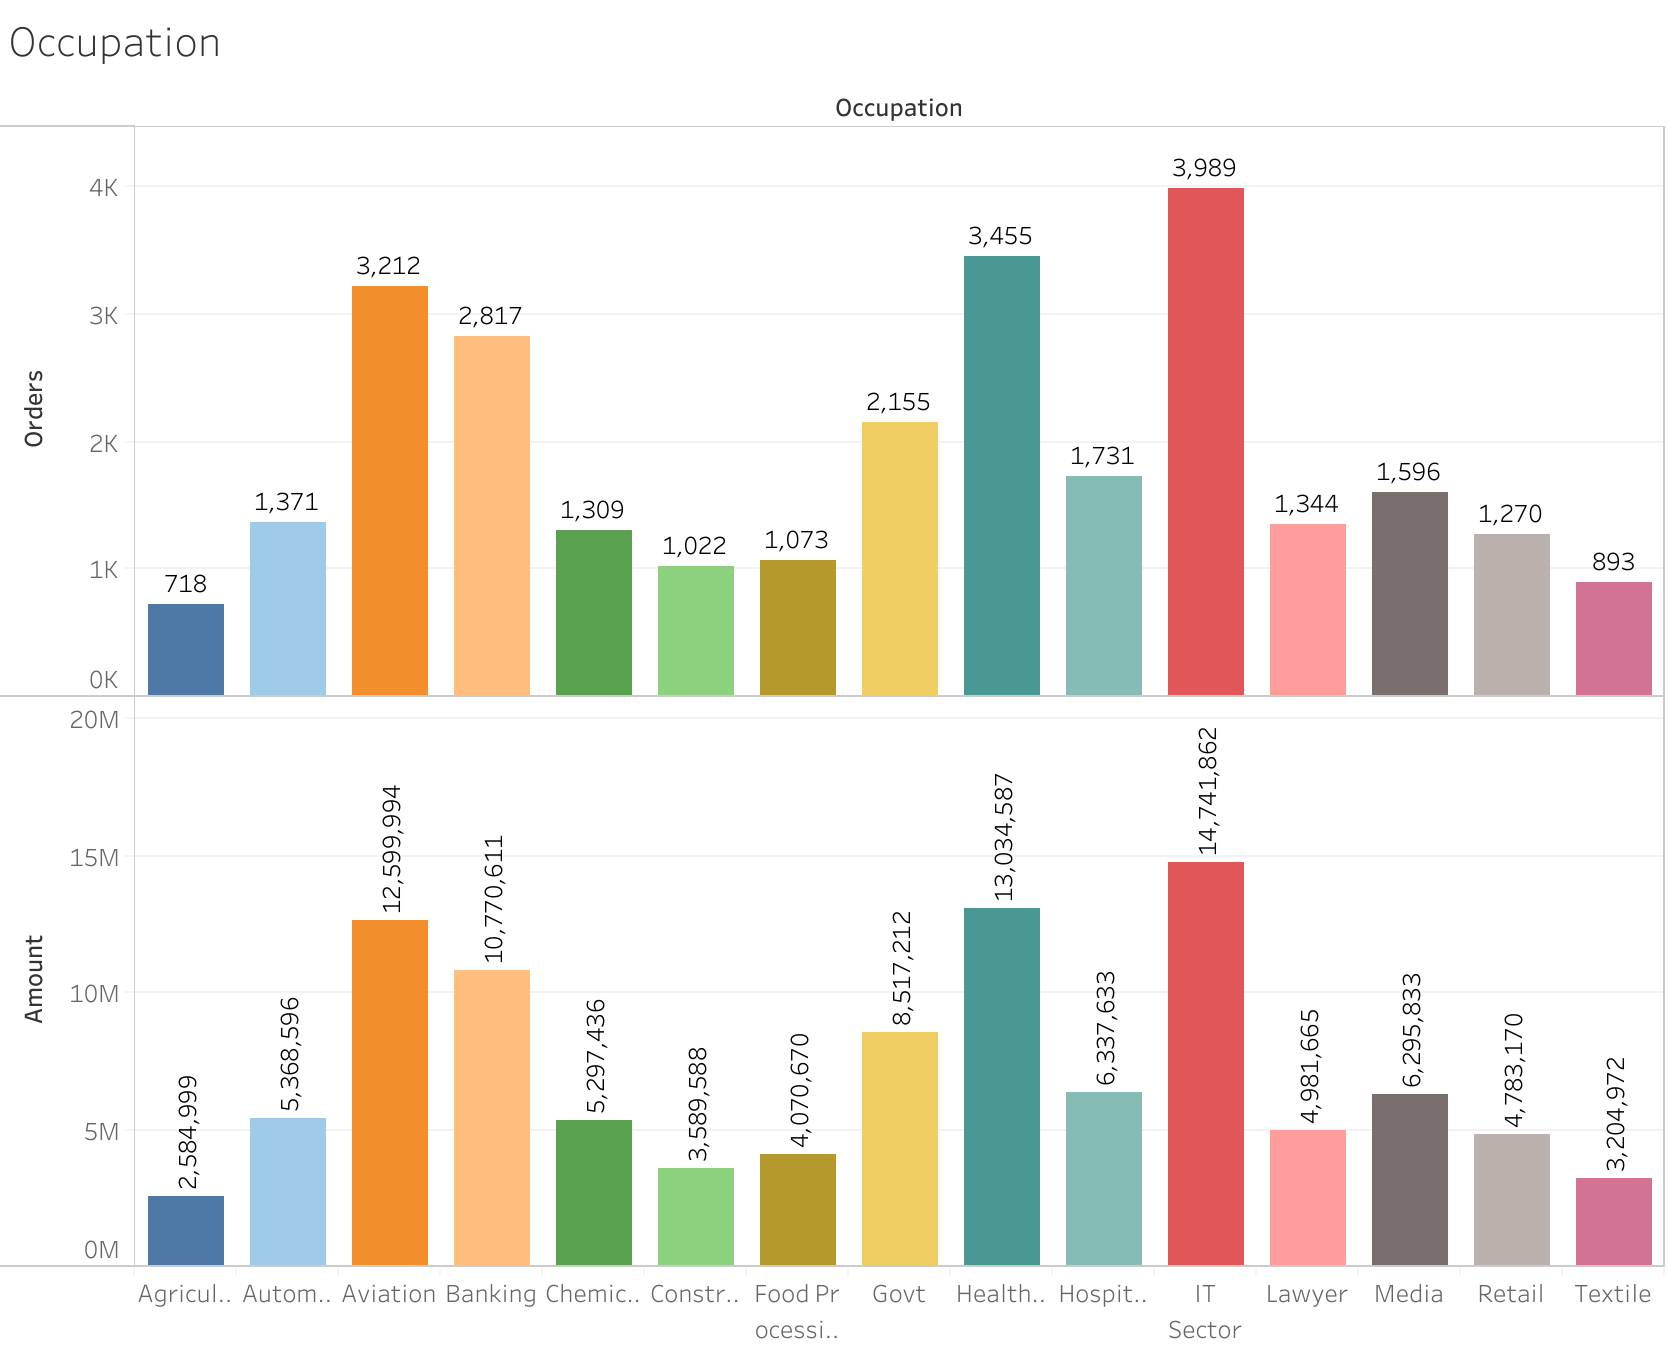 Occupation
Occupation
Orders
4K
3K
2K
1K
0K
718
1,371
3,212
2,817
1,309
1,022
1,073
2,155
3,455
1,731
3,989
1,344
1,596
1,270
893
Amount
20M
15M
10M
5M
0M
2,584,999
5,368,596
12,599,994
10,770,611
5,297,436
3,589,588
4,070,670
8,517,212
13,034,587
6,337,633
14,741,862
4,981,665
6,295,833
4,783,170
3,204,972
Agricul..
Autom..
Aviation
Banking
Chemic..
Constr..
Food Pr
ocessi..
Govt
Health..
Hospit..
IT
Sector
Lawyer
Media
Retail
Textile